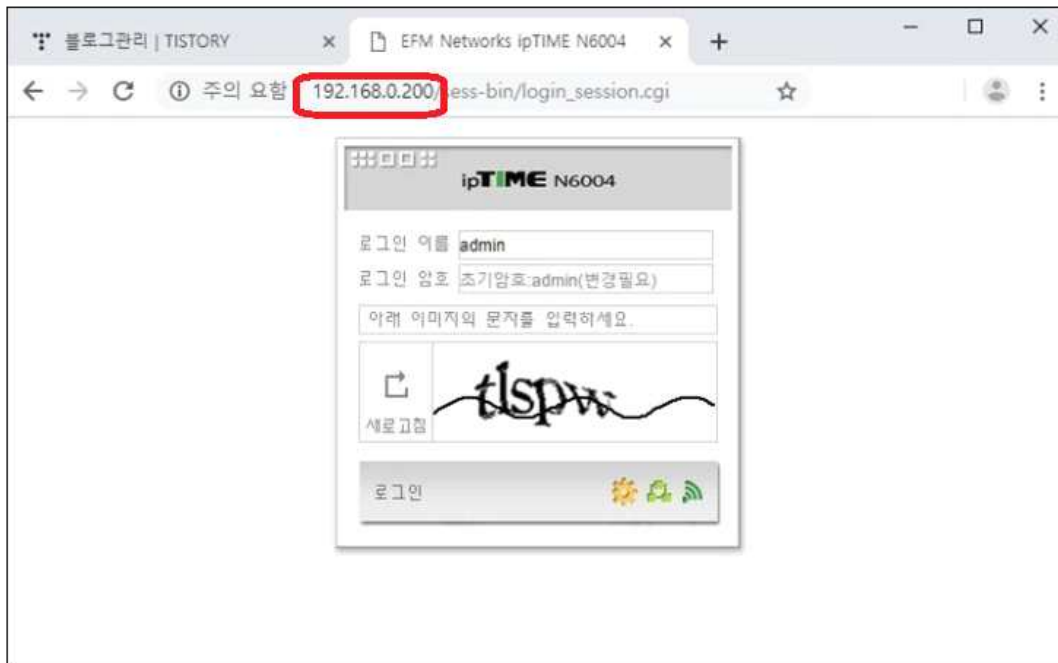 블로그관리 | TISTORY
EFM Networks ipTIME N6004
주의 요함
192.168.0.200/sess-bin/login_session.cgi
ipTIME N6004
로그인 이름 admin
로그인 암호 초기암호:admin(변경필요)
아래 이미지의 문자를 입력하세요.
tlspw
새로고침
로그인